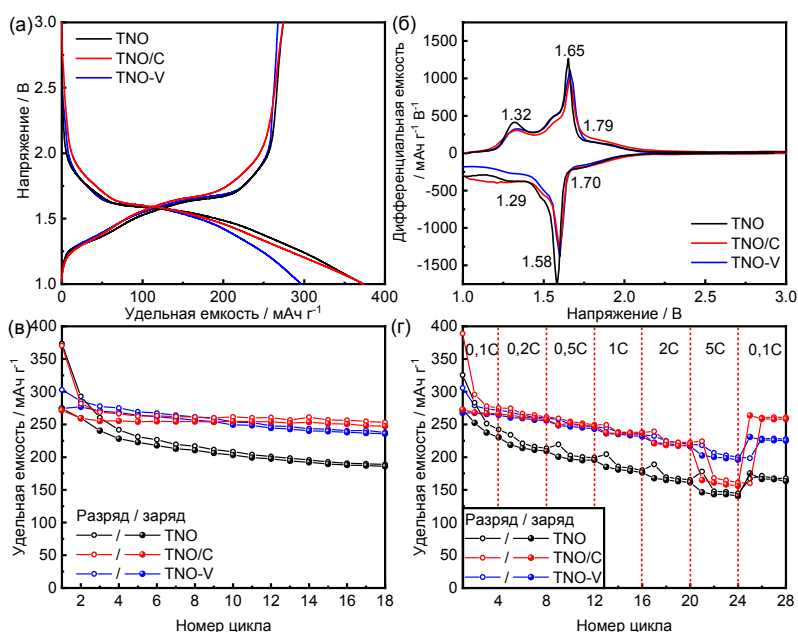 (а)
TNO
TNO/C
TNO-V
Напряжение / В
3.0
2.5
2.0
1.5
1.0
0
100
200
300
400
Удельная емкость / мАч г⁻¹
(б)
Дифференциальная емкость
/ мАч г⁻¹ В⁻¹
1500
1000
500
0
-500
-1000
-1500
1.65
1.32
1.79
1.70
1.29
1.58
TNO
TNO/C
TNO-V
1.0
1.5
2.0
2.5
3.0
Напряжение / В
(в)
Удельная емкость / мАч г⁻¹
400
350
300
250
200
150
100
50
0
Разряд / заряд
/ TNO
/ TNO/C
/ TNO-V
2 4 6 8 10 12 14 16 18
Номер цикла
(г)
Удельная емкость / мАч г⁻¹
400
350
300
250
200
150
100
50
0
0,1C 0,2C 0,5C 1C 2C 5C 0,1C
Разряд / заряд
/ TNO
/ TNO/C
/ TNO-V
4 8 12 16 20 24 28
Номер цикла